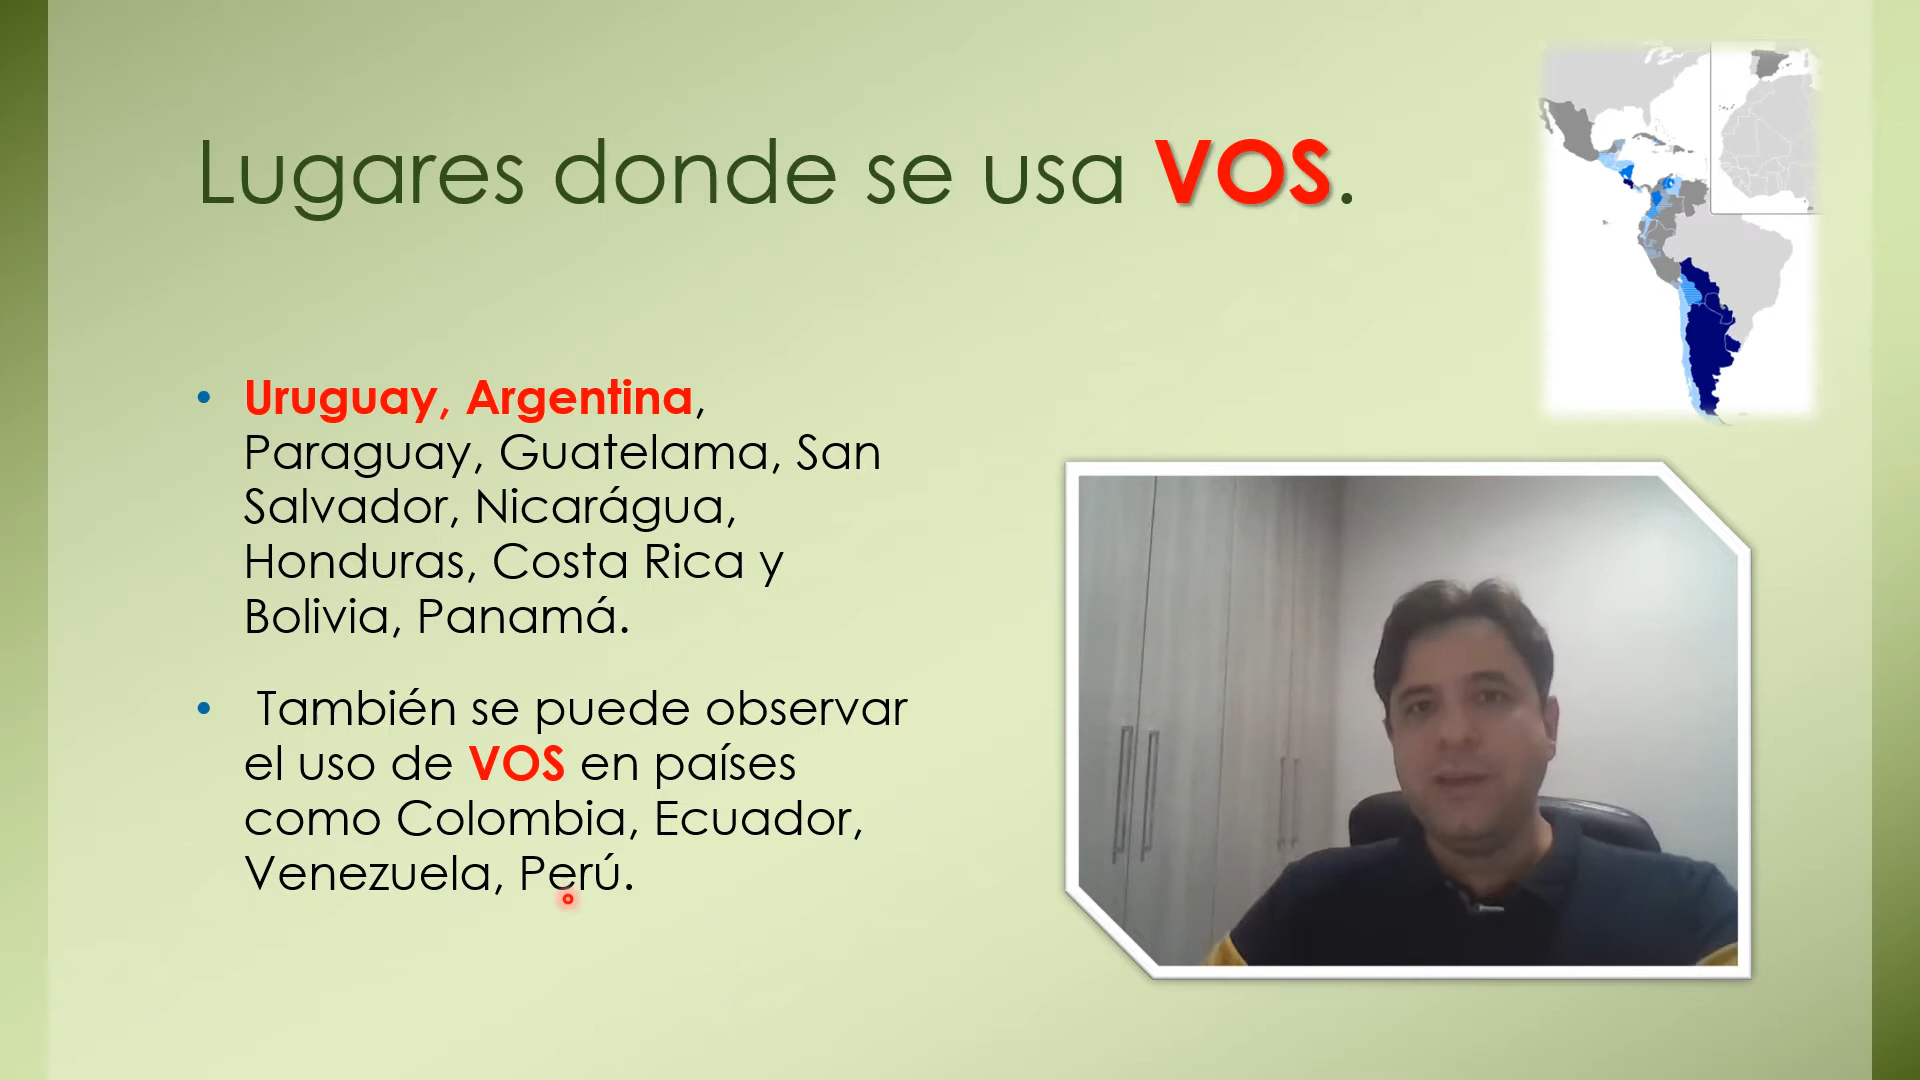 Lugares donde se usa VOS.
• Uruguay, Argentina,
Paraguay, Guatelama, San
Salvador, Nicarágua,
Honduras, Costa Rica y
Bolivia, Panamá.
• También se puede observar
el uso de VOS en países
como Colombia, Ecuador,
Venezuela, Perú.